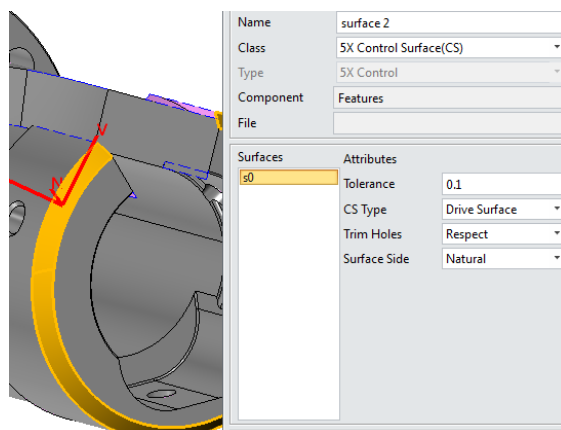 Name surface 2
Class 5X Control Surface(CS)
Type 5X Control
Component Features
File
Surfaces Attributes
s0
Tolerance 0.1
CS Type Drive Surface
Trim Holes Respect
Surface Side Natural
V